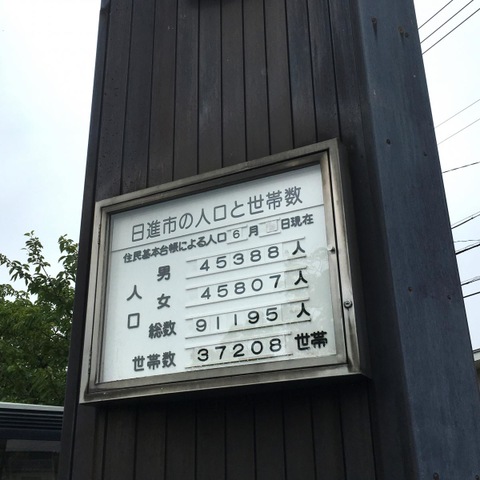 日進市の人口と世帯数
住民基本台帳による人口 6 月 日現在
人口
男 45388 人
女 45807 人
総数 91195 人
世帯数 37208 世帯